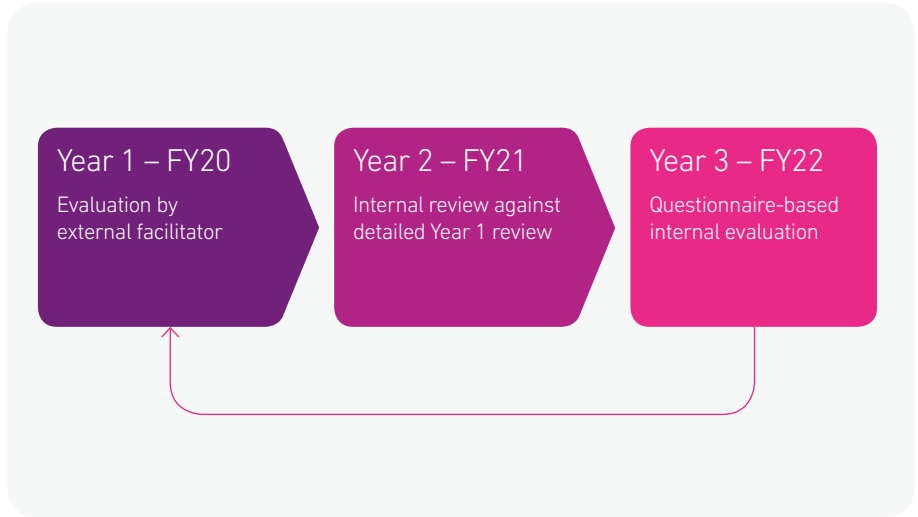 Year 1 – FY20
Evaluation by
external facilitator
Year 2 – FY21
Internal review against
detailed Year 1 review
Year 3 – FY22
Questionnaire-based
internal evaluation